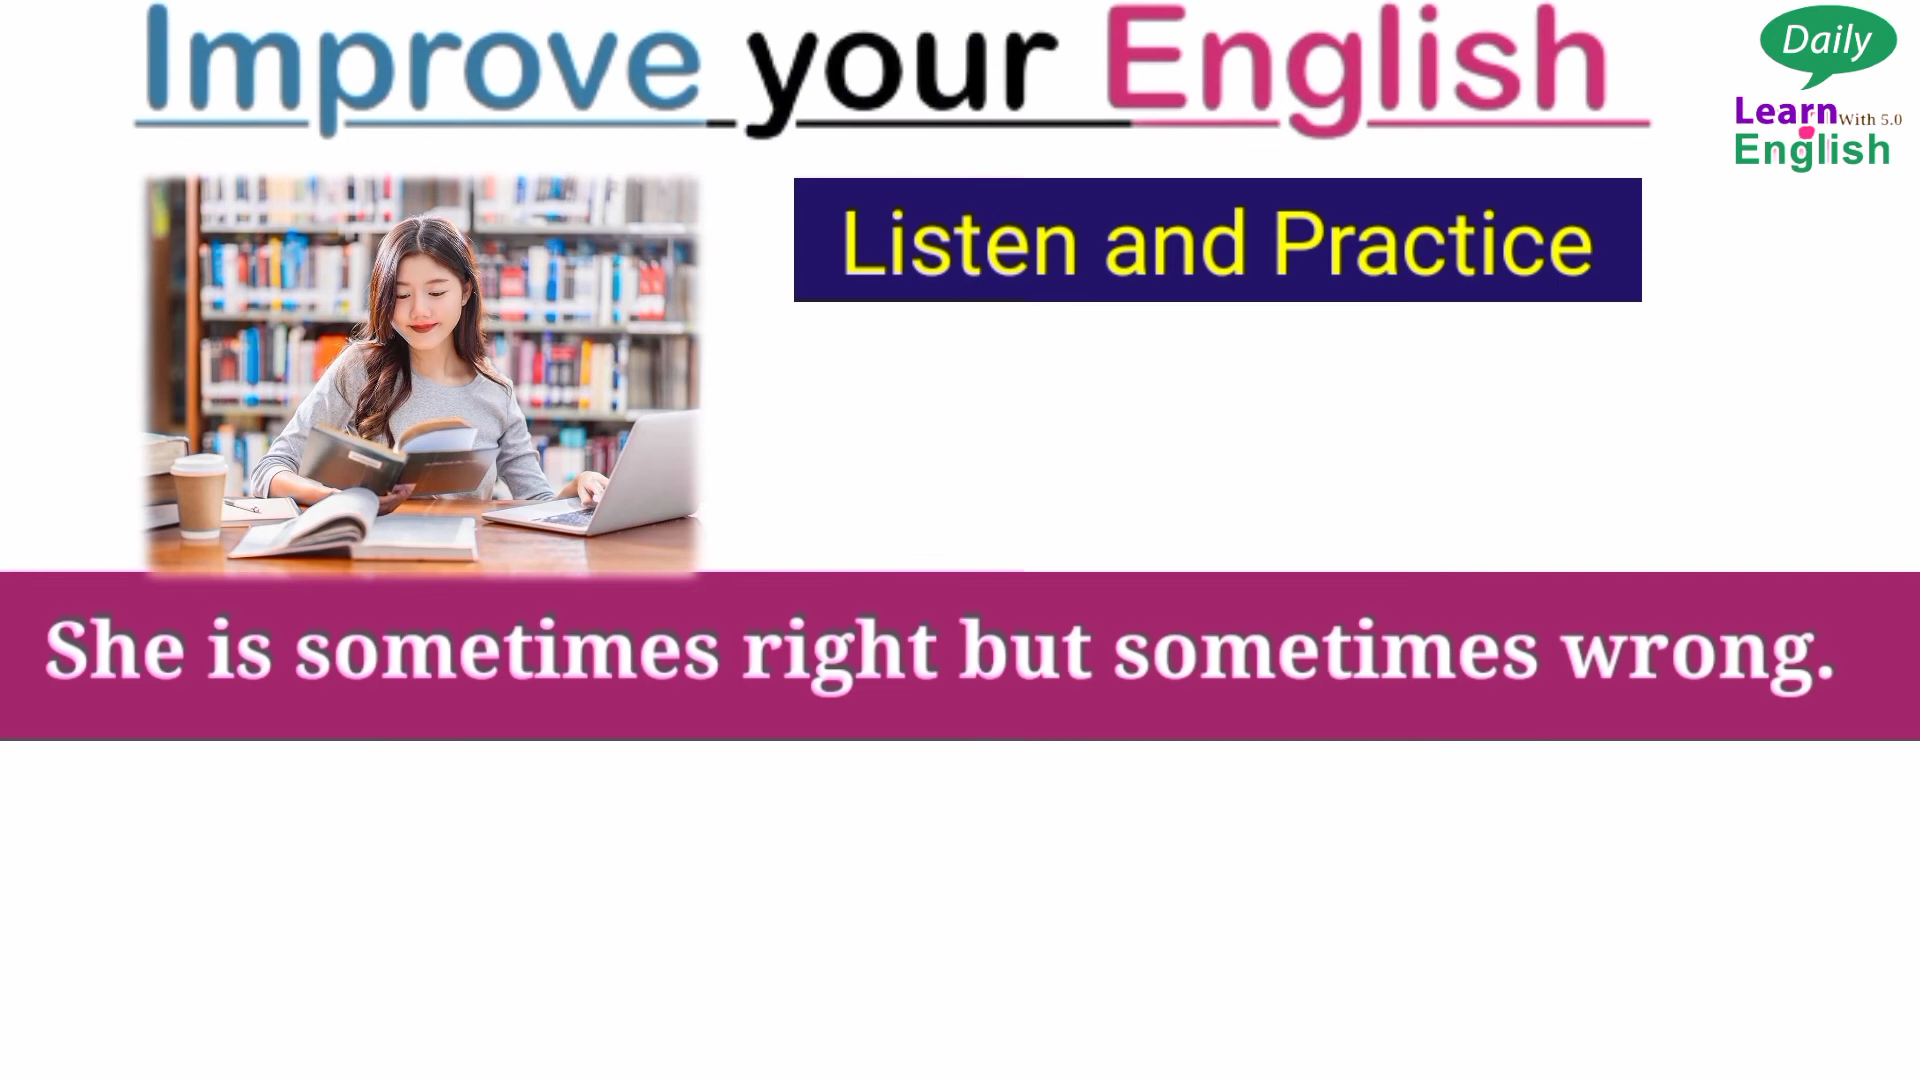 Improve your English
Daily
Learn With 5.0
English
Listen and Practice
She is sometimes right but sometimes wrong.